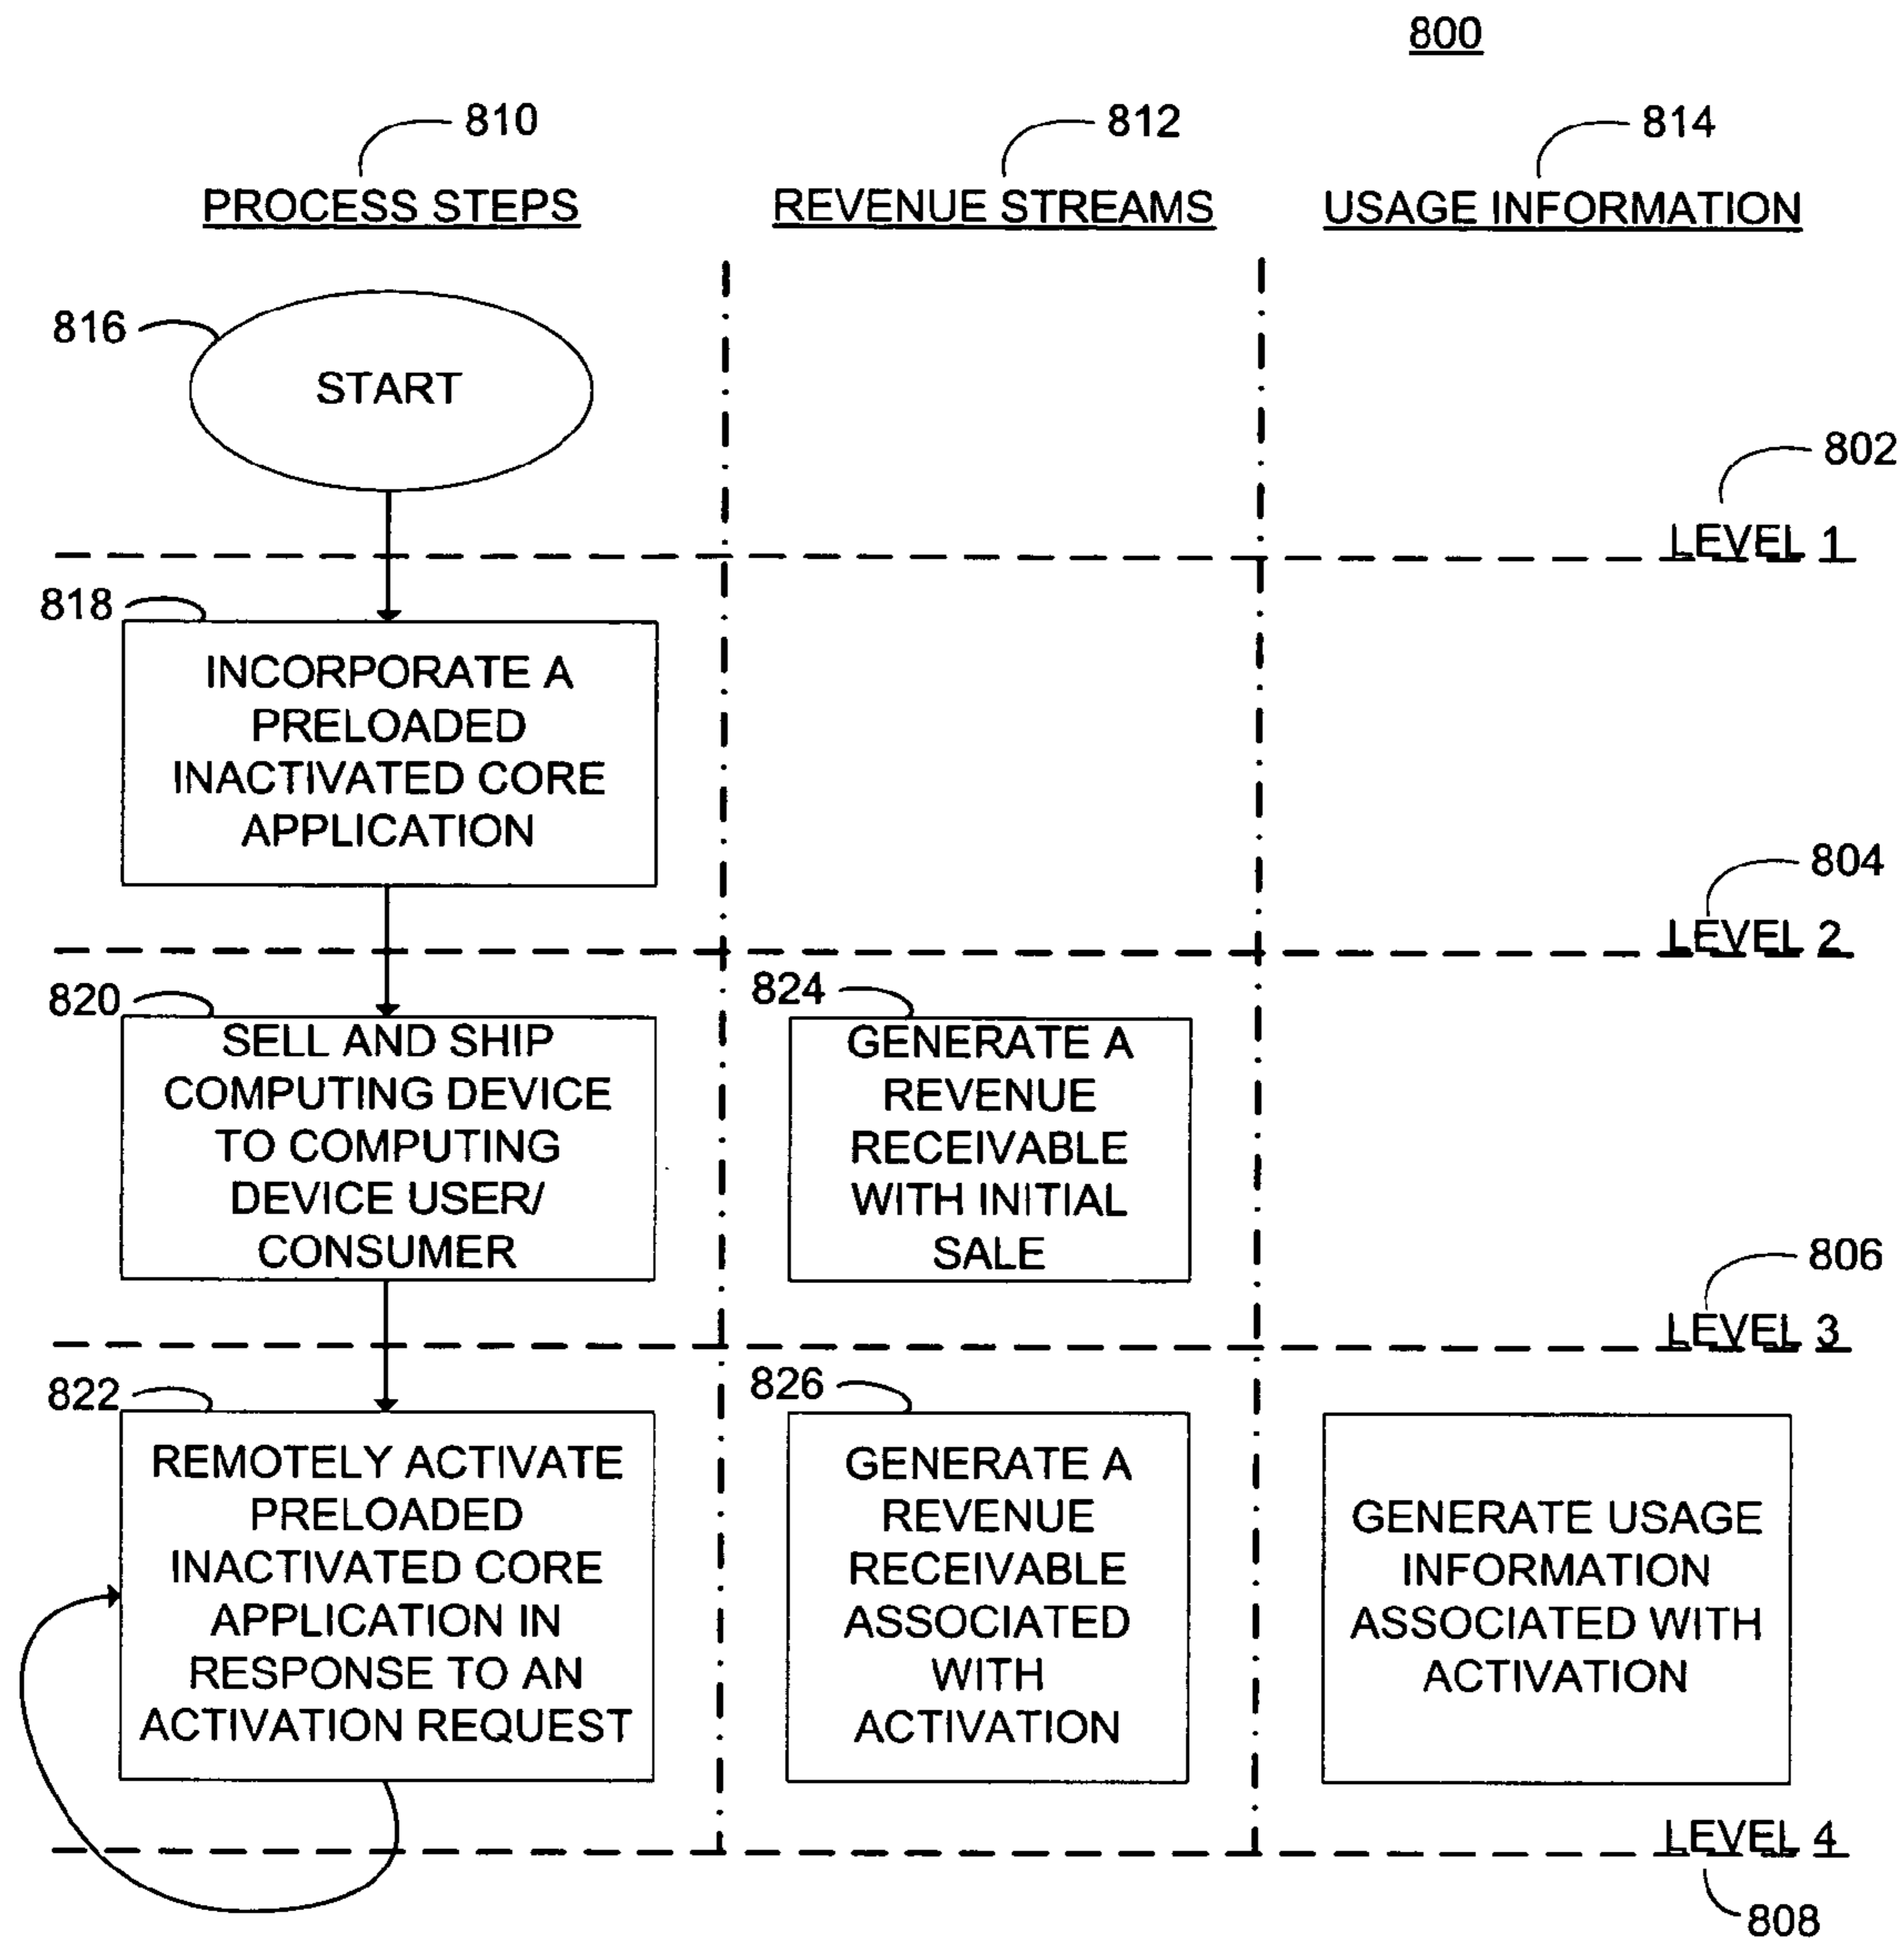 800
810
812
814
PROCESS STEPS
REVENUE STREAMS
USAGE INFORMATION
816
START
802
LEVEL 1
818
INCORPORATE A
PRELOADED
INACTIVATED CORE
APPLICATION
804
LEVEL 2
820
SELL AND SHIP
COMPUTING DEVICE
TO COMPUTING
DEVICE USER/
CONSUMER
824
GENERATE A
REVENUE
RECEIVABLE
WITH INITIAL
SALE
806
LEVEL 3
822
REMOTELY ACTIVATE
PRELOADED
INACTIVATED CORE
APPLICATION IN
RESPONSE TO AN
ACTIVATION REQUEST
826
GENERATE A
REVENUE
RECEIVABLE
ASSOCIATED
WITH
ACTIVATION
GENERATE USAGE
INFORMATION
ASSOCIATED WITH
ACTIVATION
LEVEL 4
808